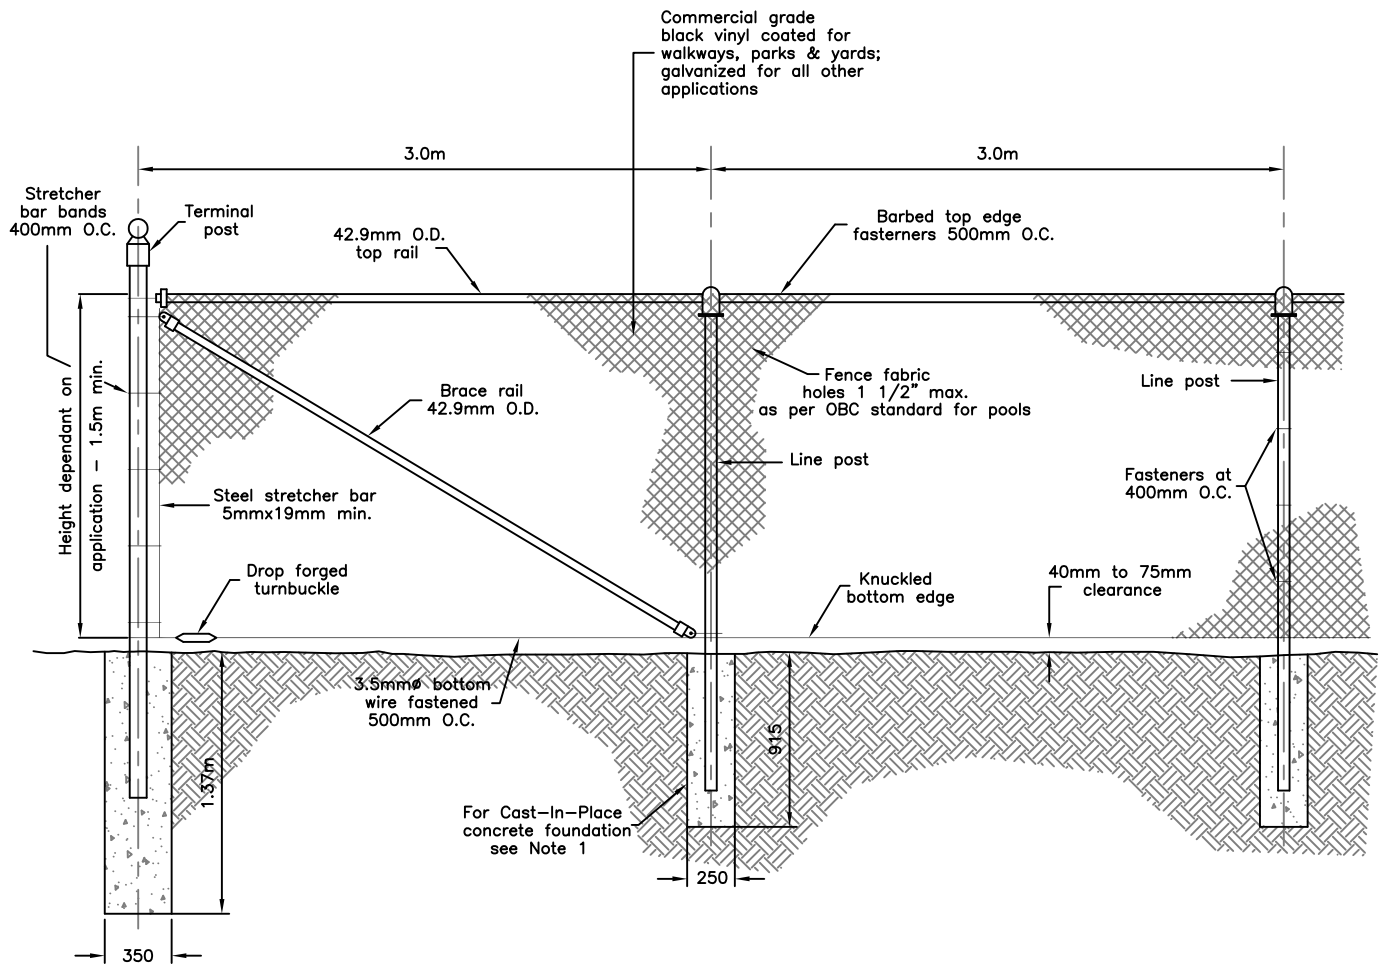 Commercial grade
black vinyl coated for
walkways, parks & yards;
galvanized for all other
applications
3.0m
3.0m
Stretcher
bar bands
400mm O.C.
Terminal
post
42.9mm O.D.
top rail
Barbed top edge
fasterners 500mm O.C.
Height dependant on
application - 1.5m min.
Brace rail
42.9mm O.D.
Fence fabric
holes 1 1/2" max.
as per OBC standard for pools
Line post
Line post
Fasteners at
400mm O.C.
Steel stretcher bar
5mmx19mm min.
Drop forged
turnbuckle
Knuckled
bottom edge
40mm to 75mm
clearance
3.5mmø bottom
wire fastened
500mm O.C.
1.37m
915
For Cast-In-Place
concrete foundation
see Note 1
250
350